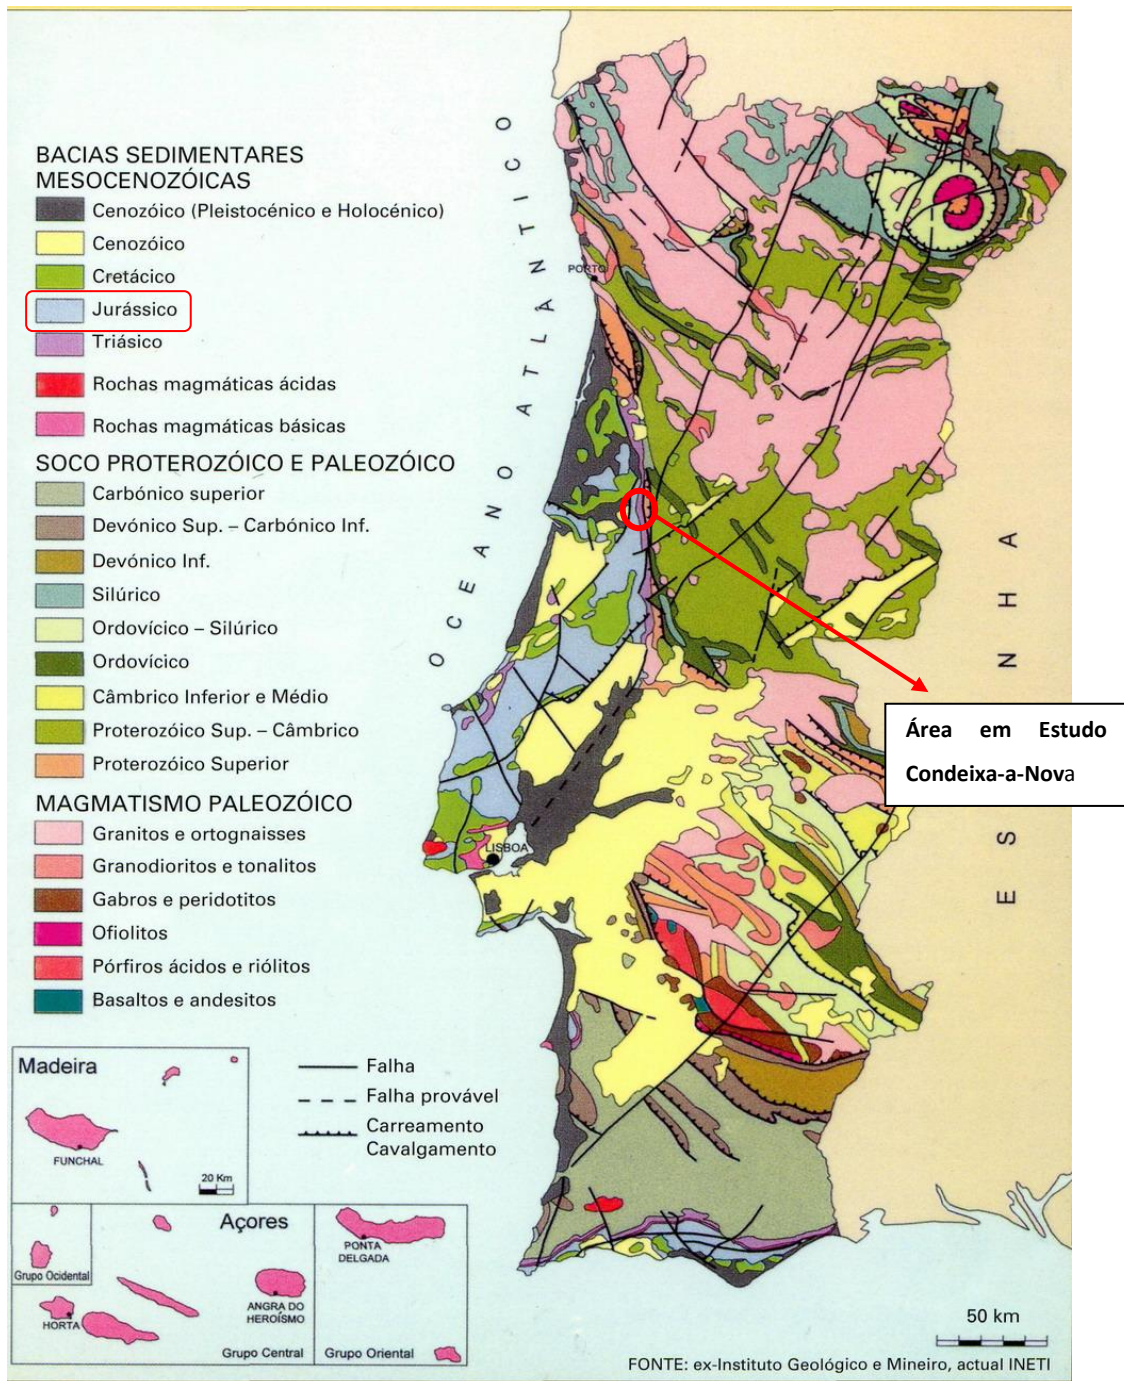 BACIAS SEDIMENTARES
MESOCENOZÓICAS
Cenozóico (Pleistocénico e Holocénico)
Cenozóico
Cretácico
Jurássico
Triásico
Rochas magmáticas ácidas
Rochas magmáticas básicas
SOCO PROTEROZÓICO E PALEOZÓICO
Carbónico superior
Devónico Sup. – Carbónico Inf.
Devónico Inf.
Silúrico
Ordovícico – Silúrico
Ordovícico
Câmbrico Inferior e Médio
Proterozóico Sup. – Câmbrico
Proterozóico Superior
MAGMATISMO PALEOZÓICO
Granitos e ortognaisses
Granodioritos e tonalitos
Gabros e peridotitos
Ofiolitos
Pórfiros ácidos e riólitos
Basaltos e andesitos
OCEANO ATLÂNTICO
PORTO
LISBOA
ESPANHA
Área em Estudo
Condeixa-a-Nova
Madeira
FUNCHAL
20 Km
Falha
Falha provável
Carreamento
Cavalgamento
Açores
Grupo Ocidental
HORTA
ANGRA DO
HEROÍSMO
Grupo Central
PONTA
DELGADA
Grupo Oriental
50 km
FONTE: ex-Instituto Geológico e Mineiro, actual INETI